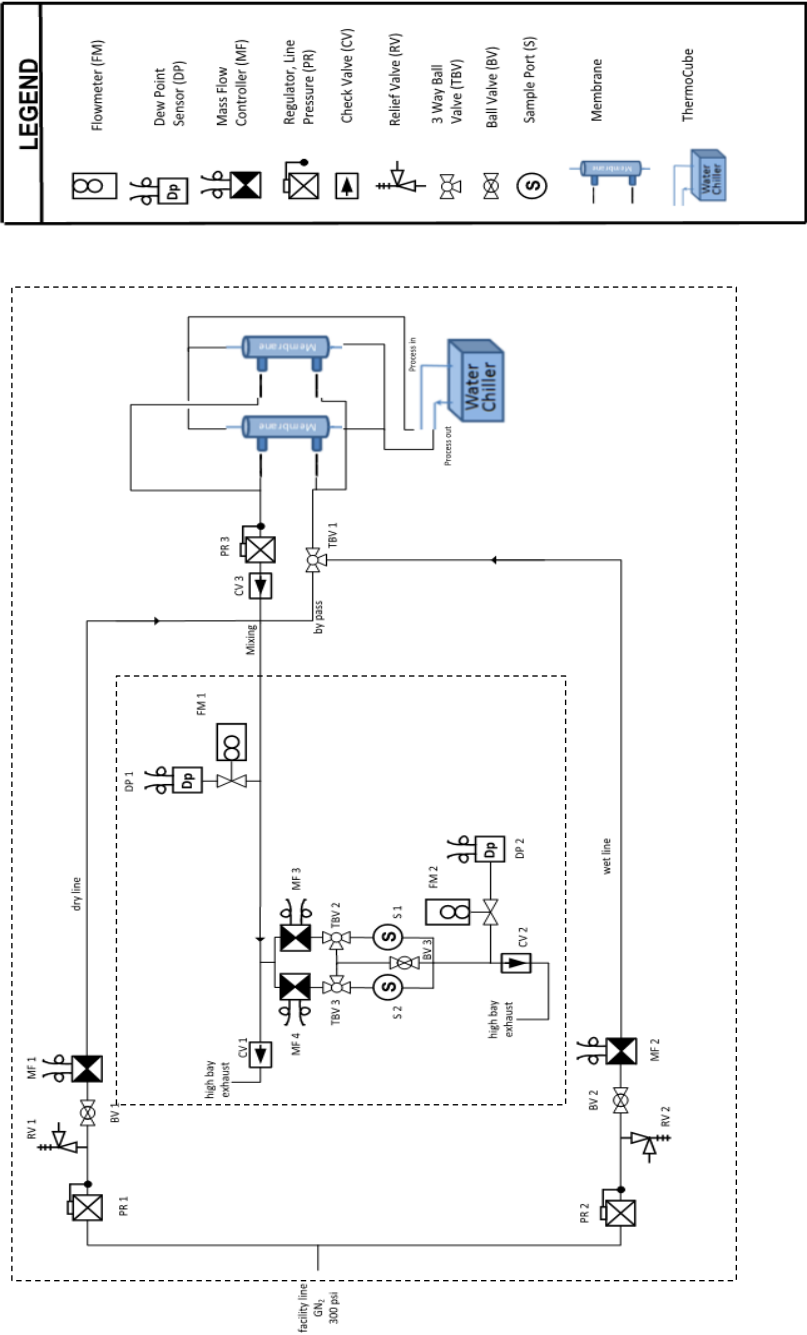 LEGEND
Flowmeter (FM)
Dew Point
Sensor (DP)
Mass Flow
Controller (MF)
Regulator, Line
Pressure (PR)
Check Valve (CV)
Relief Valve (RV)
3 Way Ball
Valve (TBV)
Ball Valve (BV)
Sample Port (S)
Membrane
ThermoCube
Dp
S
Membrane
Water
Chiller
facility line
GN₂
300 psi
PR 1
RV 1
BV 1
MF 1
dry line
PR 2
RV 2
BV 2
MF 2
wet line
high bay
exhaust
CV 1
MF 4
MF 3
TBV 3
TBV 2
S
S 2
S
S 1
BV 3
high bay
exhaust
CV 2
FM 2
Dp
DP 2
DP 1
Dp
FM 1
Mixing
by pass
CV 3
PR 3
TBV 1
Membrane
Membrane
Process out
Process in
Water
Chiller